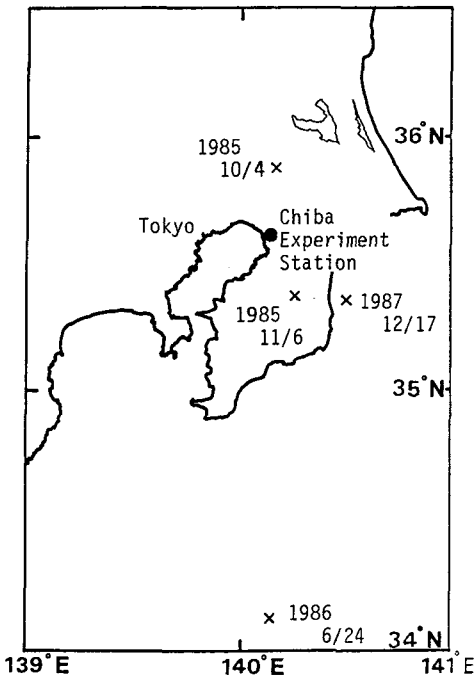 36°N
1985
10/4
Tokyo
Chiba
Experiment
Station
1985
11/6
1987
12/17
35°N
1986
6/24
34°N
139°E
140°E
141°E